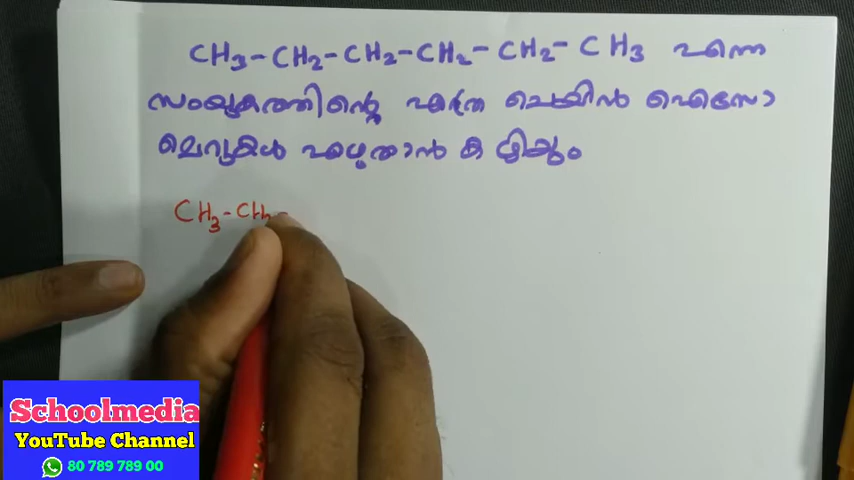 CH₃-CH₂-CH₂-CH₂-CH₂-CH₃ എന്ന
സംയുക്തത്തിന്റെ എത്ര ചെയിൻ ഐസോ
മെറുകൾ എഴുതാൻ കഴിയും
CH₃-CH₂-
Schoolmedia
YouTube Channel
80 789 789 00